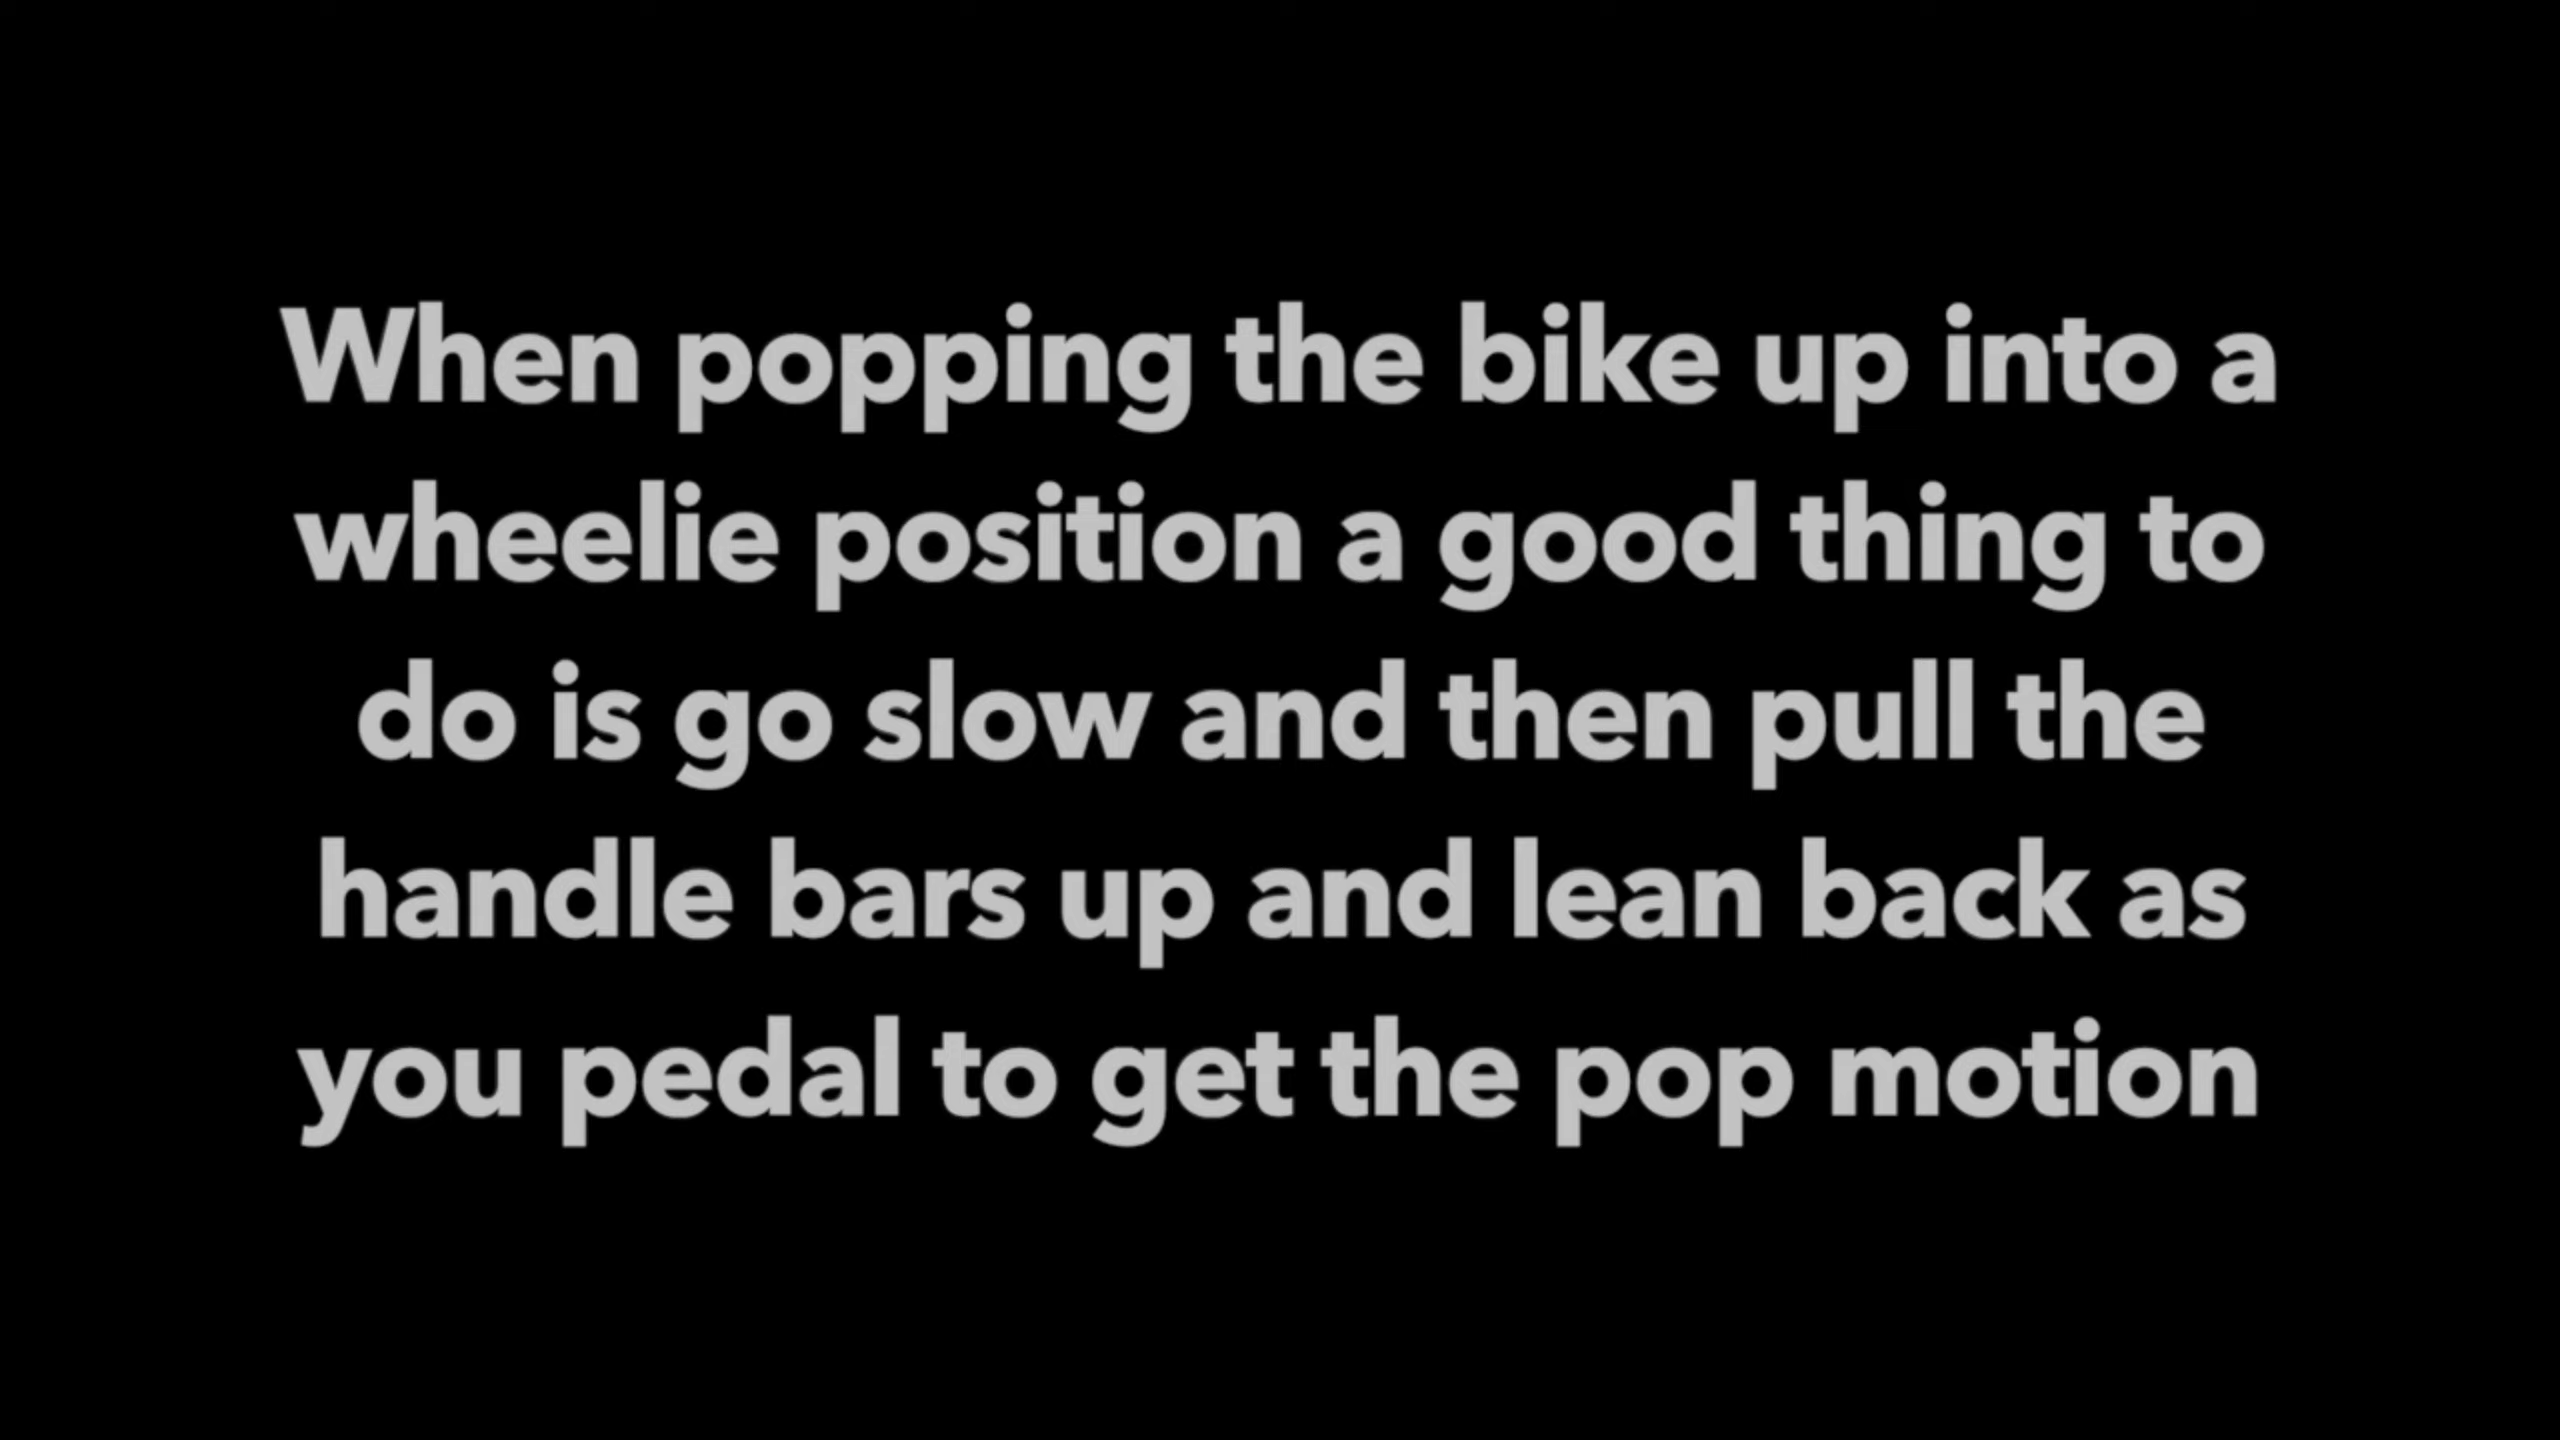 When popping the bike up into a
wheelie position a good thing to
do is go slow and then pull the
handle bars up and lean back as
you pedal to get the pop motion